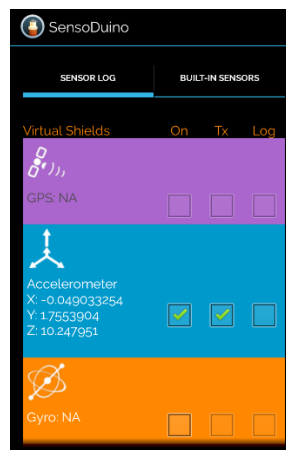 SensoDuino
SENSOR LOG BUILT-IN SENSORS
Virtual Shields On Tx Log
GPS: NA
Accelerometer
X: -0.049033254
Y: 1.7553904
Z: 10.247951
Gyro: NA